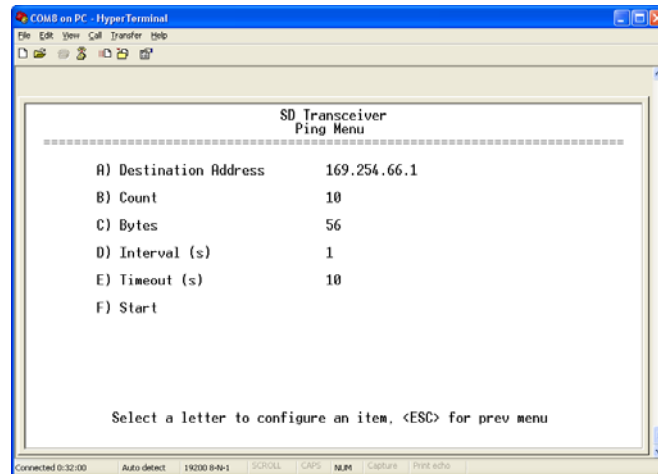 COM8 on PC - HyperTerminal
File Edit View Call Transfer Help
SD Transceiver
Ping Menu
A) Destination Address 169.254.66.1
B) Count 10
C) Bytes 56
D) Interval (s) 1
E) Timeout (s) 10
F) Start
Select a letter to configure an item, <ESC> for prev menu
Connected 0:32:00 Auto detect 19200 8-N-1 SCROLL CAPS NUM Capture Print echo